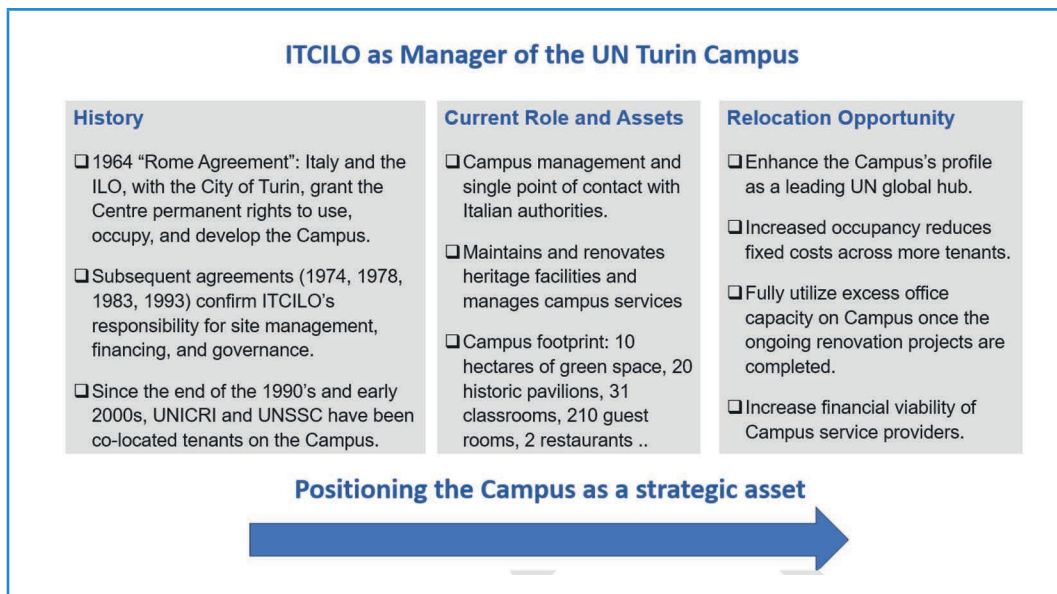 ITCILO as Manager of the UN Turin Campus
History
❑1964 “Rome Agreement”: Italy and the
ILO, with the City of Turin, grant the
Centre permanent rights to use,
occupy, and develop the Campus.
❑Subsequent agreements (1974, 1978,
1983, 1993) confirm ITCILO’s
responsibility for site management,
financing, and governance.
❑Since the end of the 1990’s and early
2000s, UNICRI and UNSSC have been
co-located tenants on the Campus.
Current Role and Assets
❑Campus management and
single point of contact with
Italian authorities.
❑Maintains and renovates
heritage facilities and
manages campus services
❑Campus footprint: 10
hectares of green space, 20
historic pavilions, 31
classrooms, 210 guest
rooms, 2 restaurants ..
Relocation Opportunity
❑Enhance the Campus’s profile
as a leading UN global hub.
❑Increased occupancy reduces
fixed costs across more tenants.
❑Fully utilize excess office
capacity on Campus once the
ongoing renovation projects are
completed.
❑Increase financial viability of
Campus service providers.
Positioning the Campus as a strategic asset